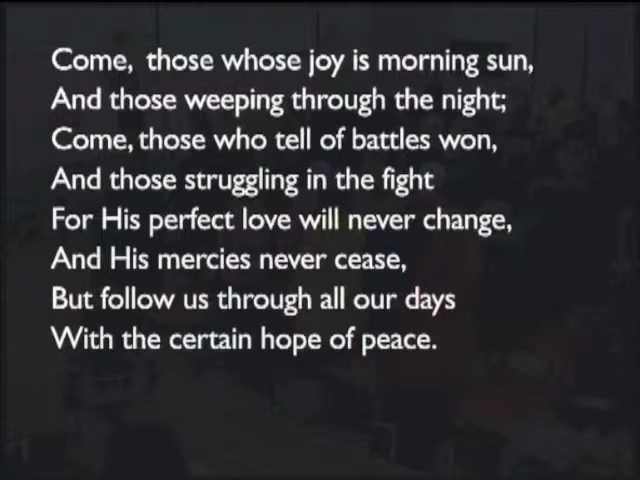 Come, those whose joy is morning sun,
And those weeping through the night;
Come, those who tell of battles won,
And those struggling in the fight
For His perfect love will never change,
And His mercies never cease,
But follow us through all our days
With the certain hope of peace.